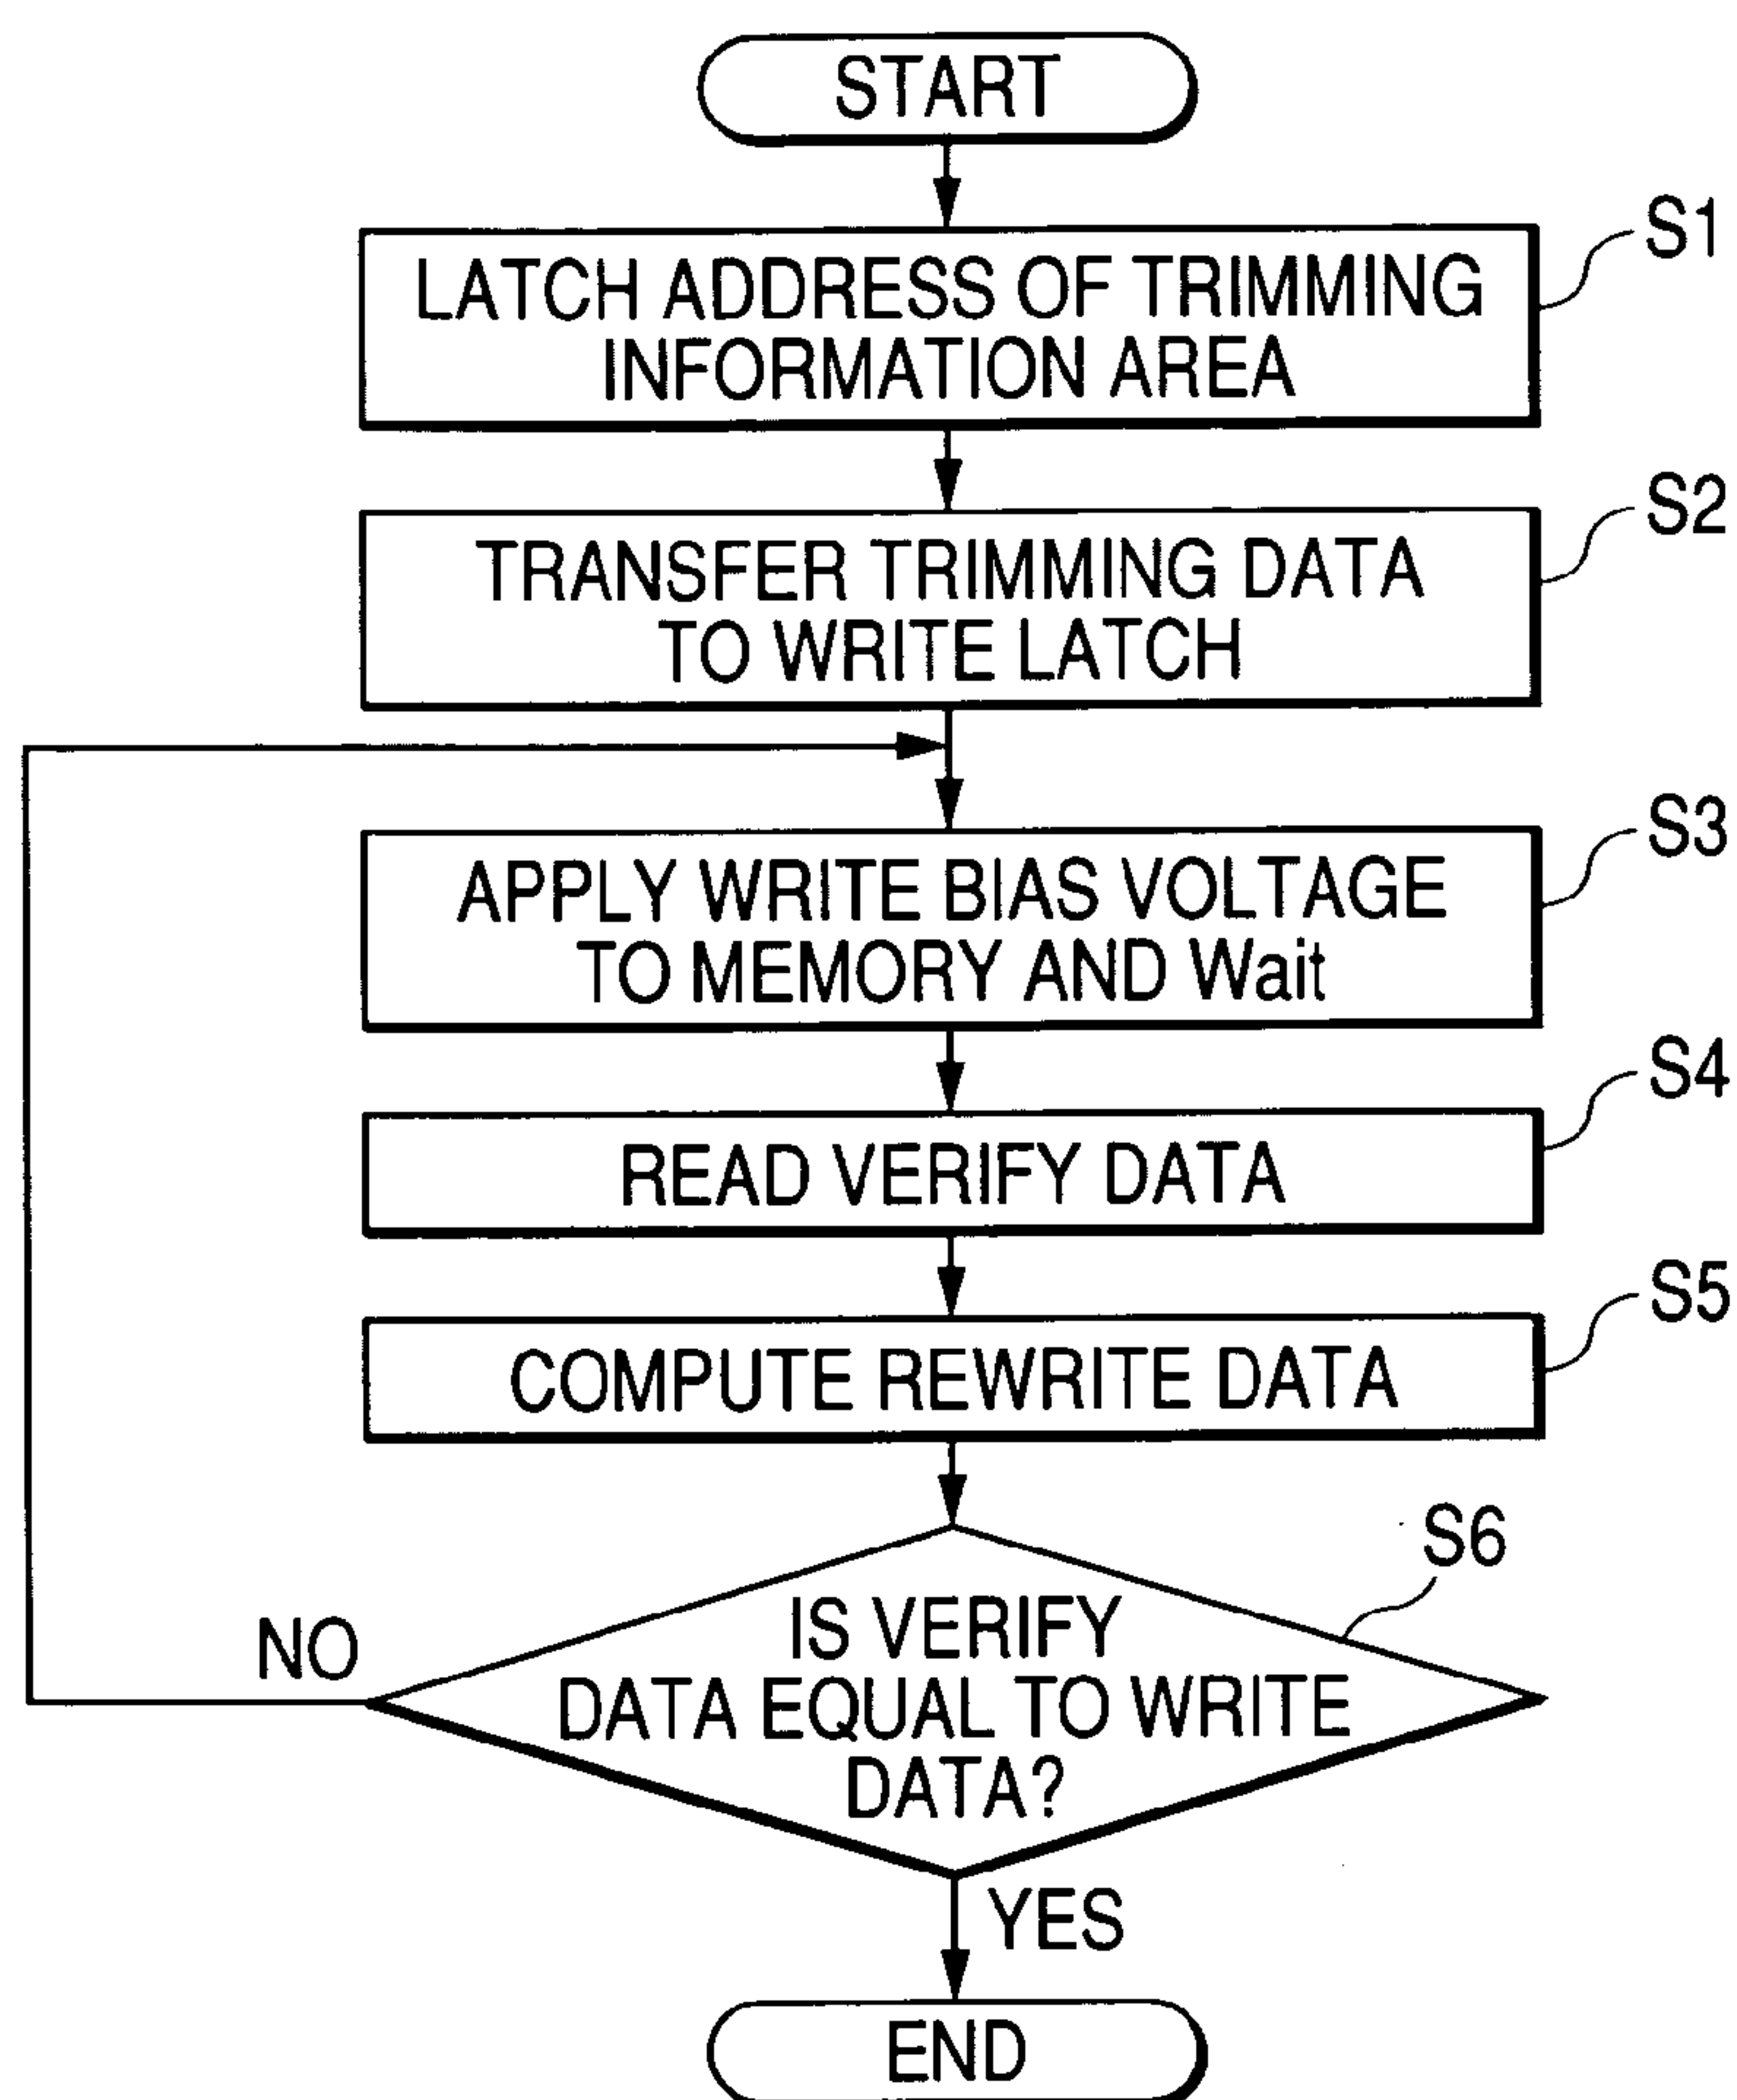 START
S1
LATCH ADDRESS OF TRIMMING
INFORMATION AREA
S2
TRANSFER TRIMMING DATA
TO WRITE LATCH
S3
APPLY WRITE BIAS VOLTAGE
TO MEMORY AND Wait
S4
READ VERIFY DATA
S5
COMPUTE REWRITE DATA
S6
IS VERIFY
DATA EQUAL TO WRITE
DATA?
NO
YES
END